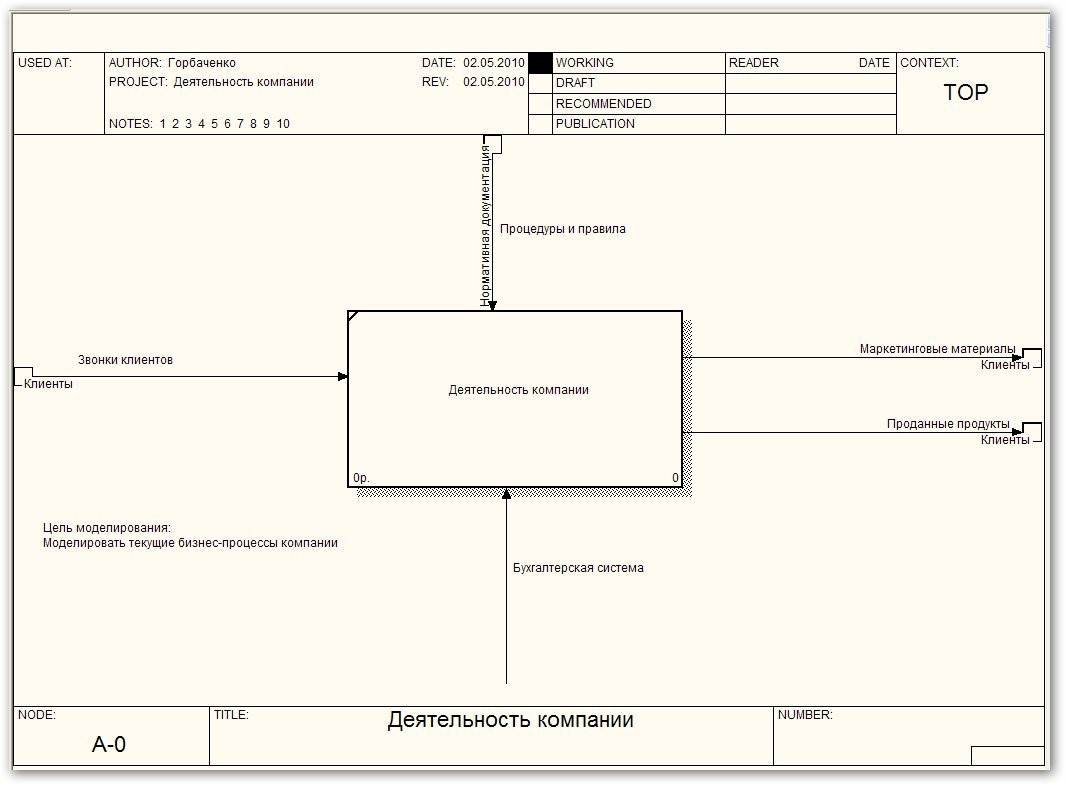 USED AT:
AUTHOR: Горбаченко
DATE: 02.05.2010
PROJECT: Деятельность компании
REV: 02.05.2010
NOTES: 1 2 3 4 5 6 7 8 9 10
WORKING
DRAFT
RECOMMENDED
PUBLICATION
READER DATE
CONTEXT:
TOP
Нормативная документация
Процедуры и правила
Звонки клиентов
Клиенты
Деятельность компании
0р. 0
Маркетинговые материалы
Клиенты
Проданные продукты
Клиенты
Цель моделирования:
Моделировать текущие бизнес-процессы компании
Бухгалтерская система
NODE:
A-0
TITLE:
Деятельность компании
NUMBER: